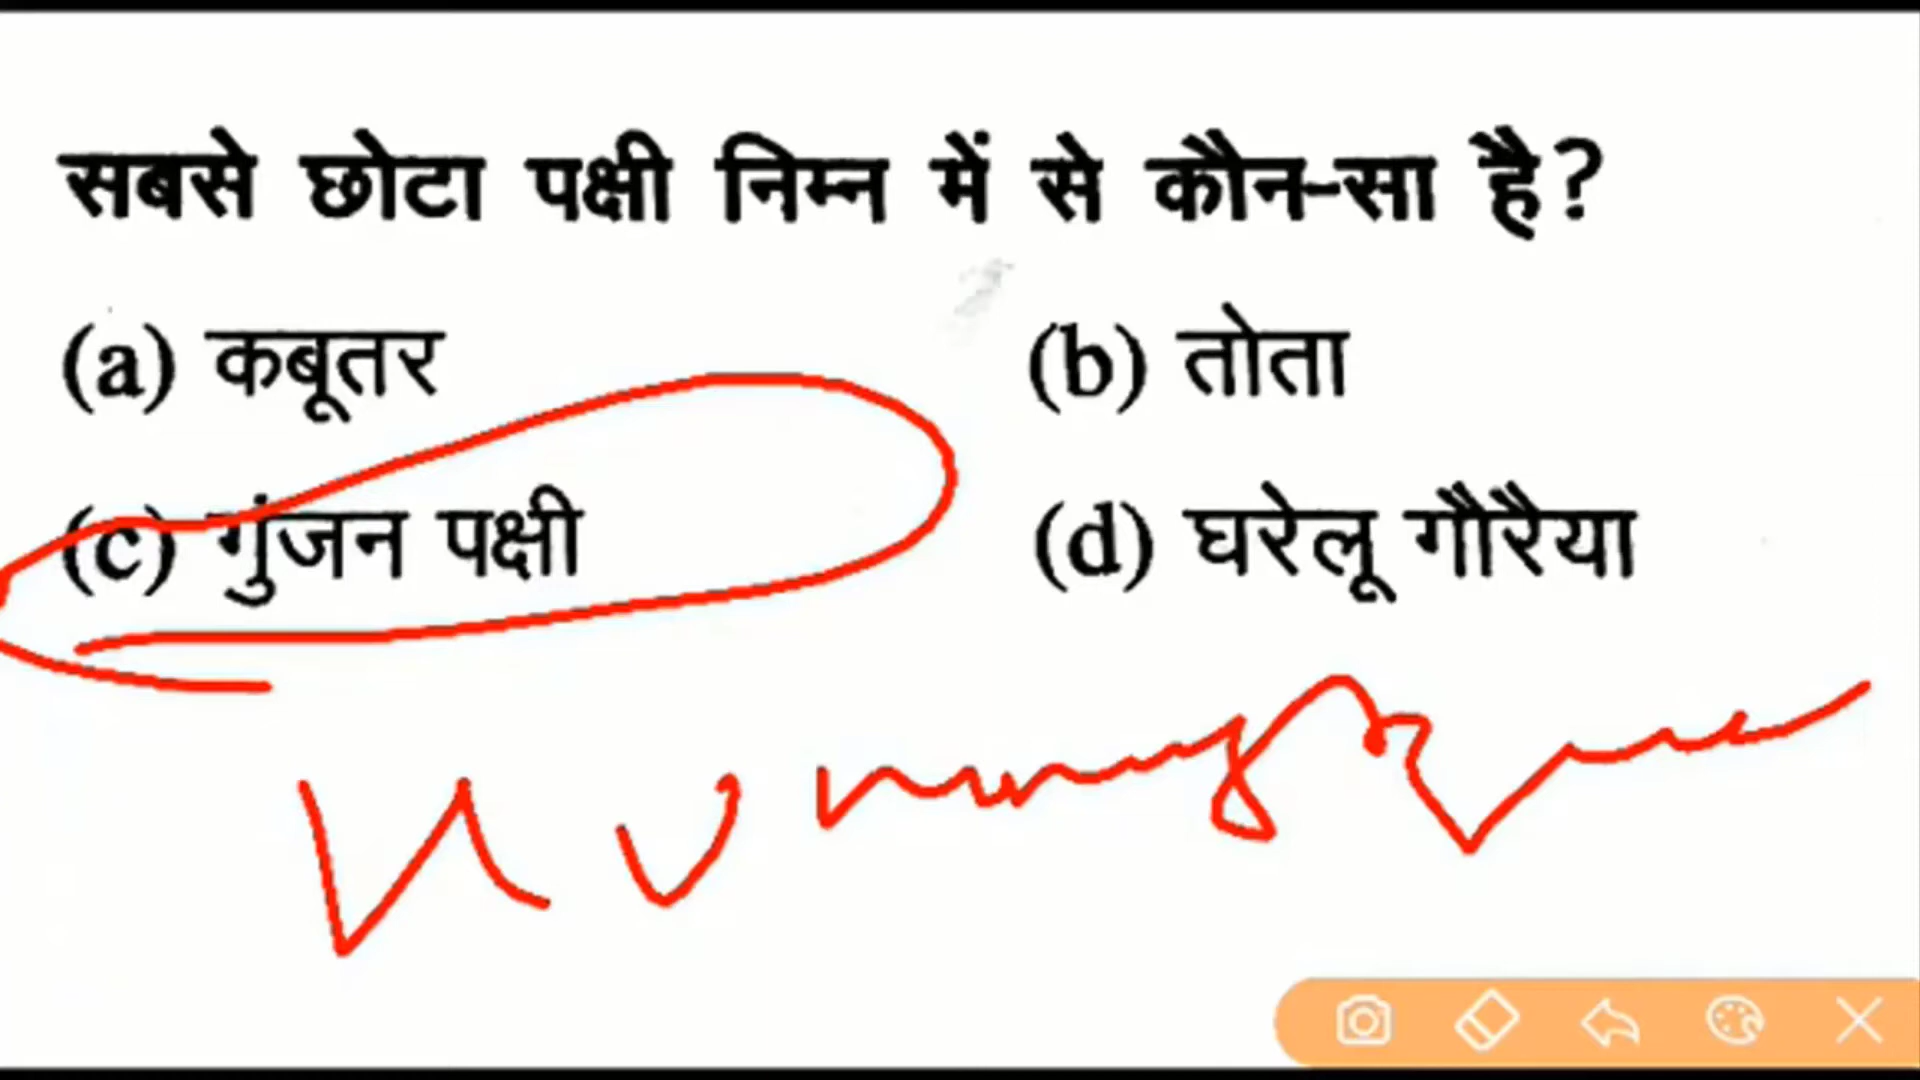 सबसे छोटा पक्षी निम्न में से कौन-सा है?
(a) कबूतर (b) तोता
(c) गुंजन पक्षी (d) घरेलू गौरैया